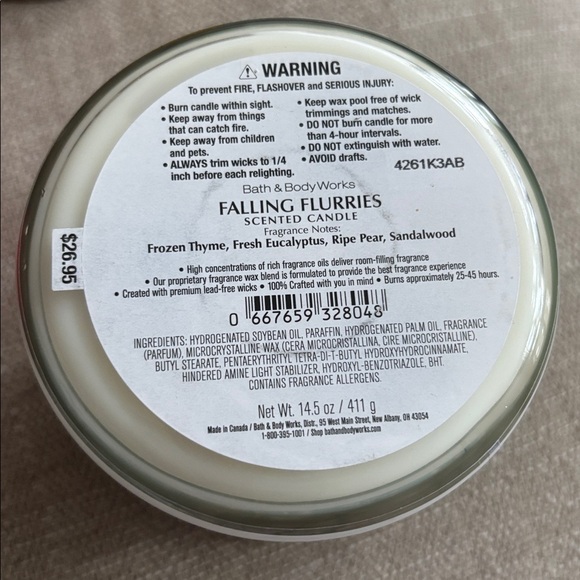 ⚠ WARNING
To prevent FIRE, FLASHOVER and SERIOUS INJURY:
• Burn candle within sight.
• Keep away from things
that can catch fire.
• Keep away from children
and pets.
• ALWAYS trim wicks to 1/4
inch before each relighting.
• Keep wax pool free of wick
trimmings and matches.
• DO NOT burn candle for more
than 4-hour intervals.
• DO NOT extinguish with water.
• AVOID drafts.
4261K3AB
Bath & Body Works
FALLING FLURRIES
SCENTED CANDLE
Fragrance Notes:
Frozen Thyme, Fresh Eucalyptus, Ripe Pear, Sandalwood
$26.95
• High concentrations of rich fragrance oils deliver room-filling fragrance
• Our proprietary fragrance wax blend is formulated to provide the best fragrance experience
• Created with premium lead-free wicks • 100% Crafted with you in mind • Burns approximately 25-45 hours.
0 667659 328048
INGREDIENTS: HYDROGENATED SOYBEAN OIL, PARAFFIN, HYDROGENATED PALM OIL, FRAGRANCE
(PARFUM), MICROCRYSTALLINE WAX (CERA MICROCRISTALLINA, CIRE MICROCRISTALLINE),
BUTYL STEARATE, PENTAERYTHRITYL TETRA-DI-T-BUTYL HYDROXYHYDROCINNAMATE,
HINDERED AMINE LIGHT STABILIZER, HYDROXYL-BENZOTRIAZOLE, BHT.
CONTAINS FRAGRANCE ALLERGENS.
Net Wt. 14.5 oz / 411 g
Made in Canada / Bath & Body Works, Distr., 95 West Main Street, New Albany, OH 43054
1-800-395-1001 / Shop bathandbodyworks.com